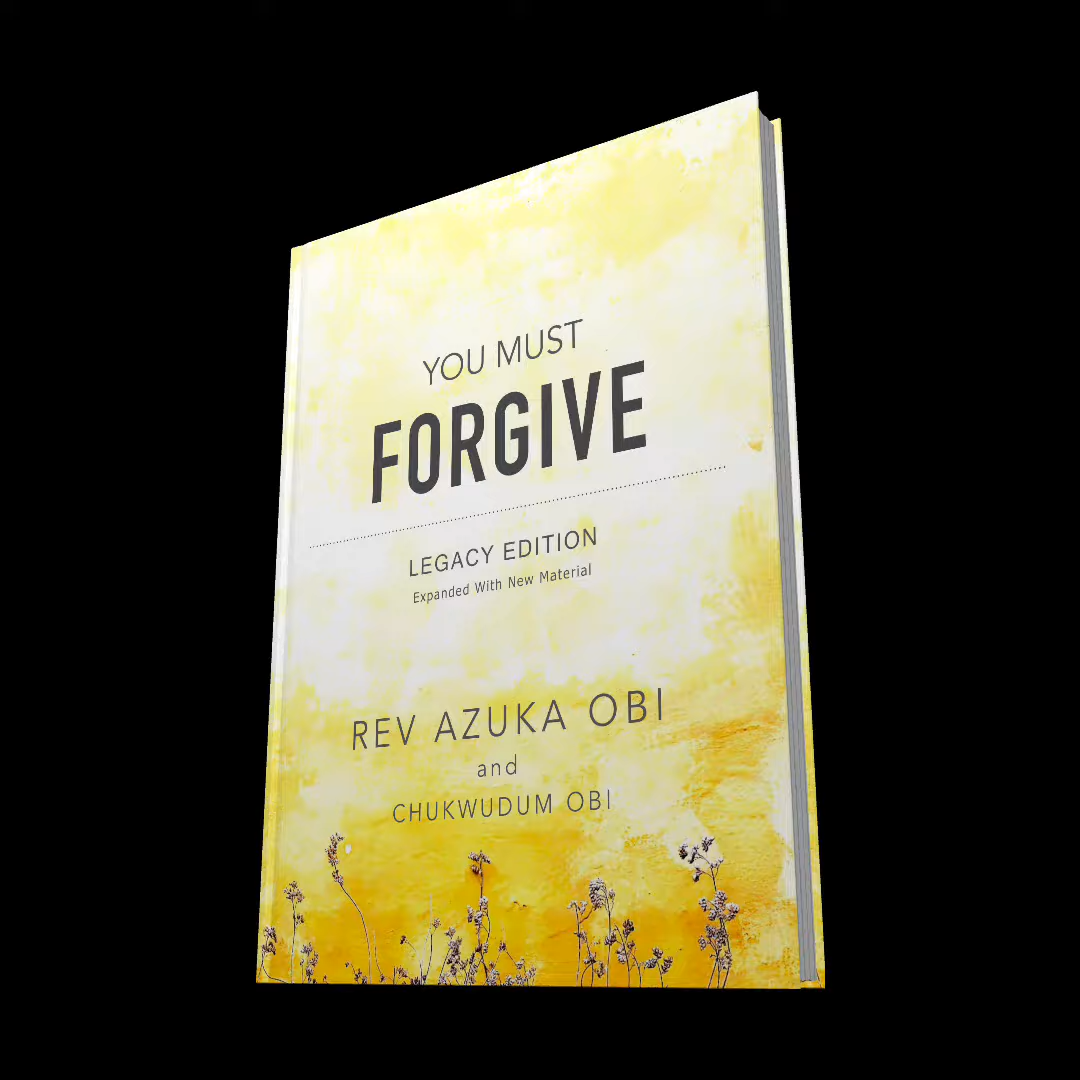 YOU MUST
FORGIVE
LEGACY EDITION
Expanded With New Material
REV AZUKA OBI
and
CHUKWUDUM OBI